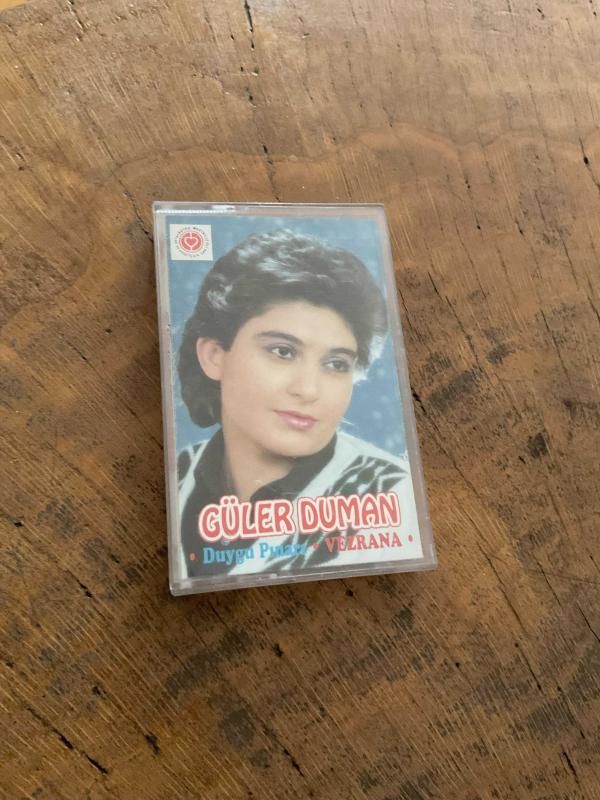 GÜLER DUMAN
• Duygu Pınarı • VEZRANA •